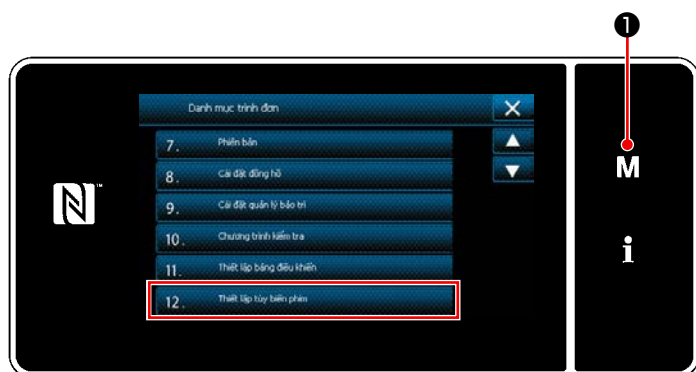 ❶
Danh mục trình đơn
7. Phiên bản
8. Cài đặt đồng hồ
9. Cài đặt quản lý bảo trì
10. Chương trình kiểm tra
11. Thiết lập bảng điều khiển
12. Thiết lập tùy biến phím
M
i